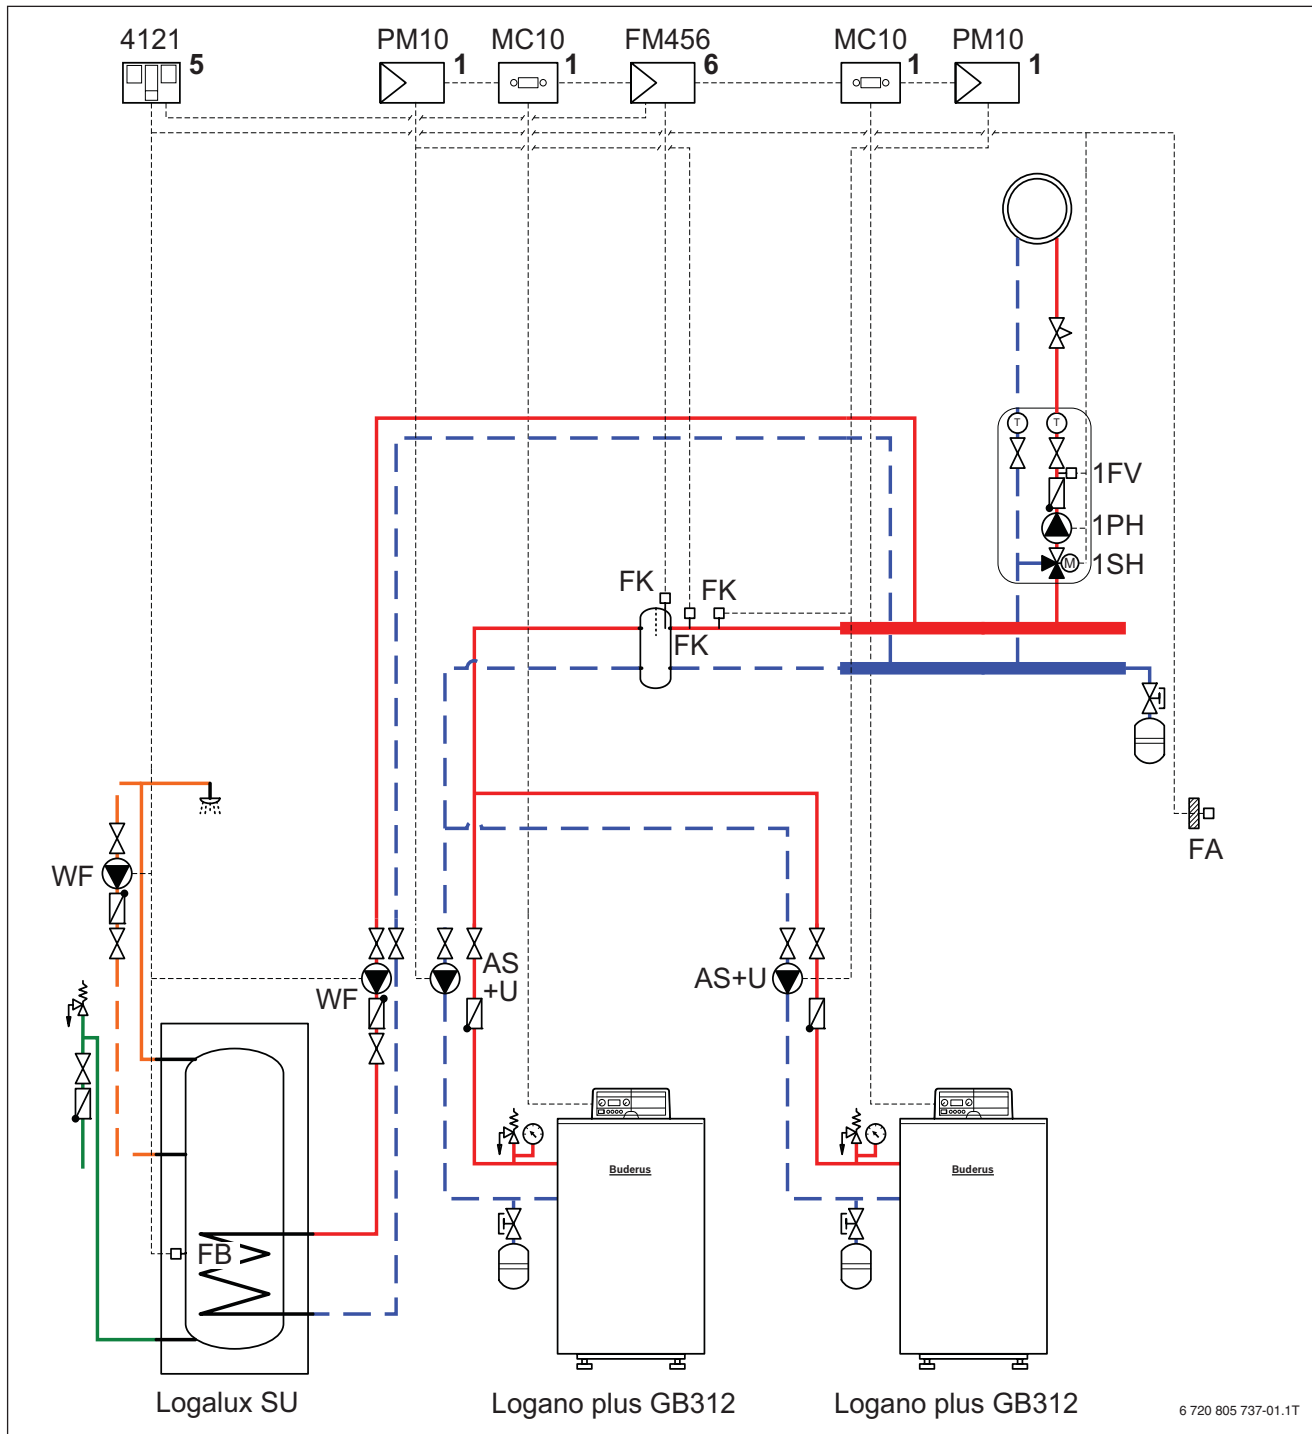 4121
5
PM10
1
MC10
1
FM456
6
MC10
1
PM10
1
T
T
1FV
1PH
M
1SH
FK
FK
FK
FA
WF
AS
+U
WF
AS+U
Buderus
Buderus
FB
Logalux SU
Logano plus GB312
Logano plus GB312
6 720 805 737-01.1T